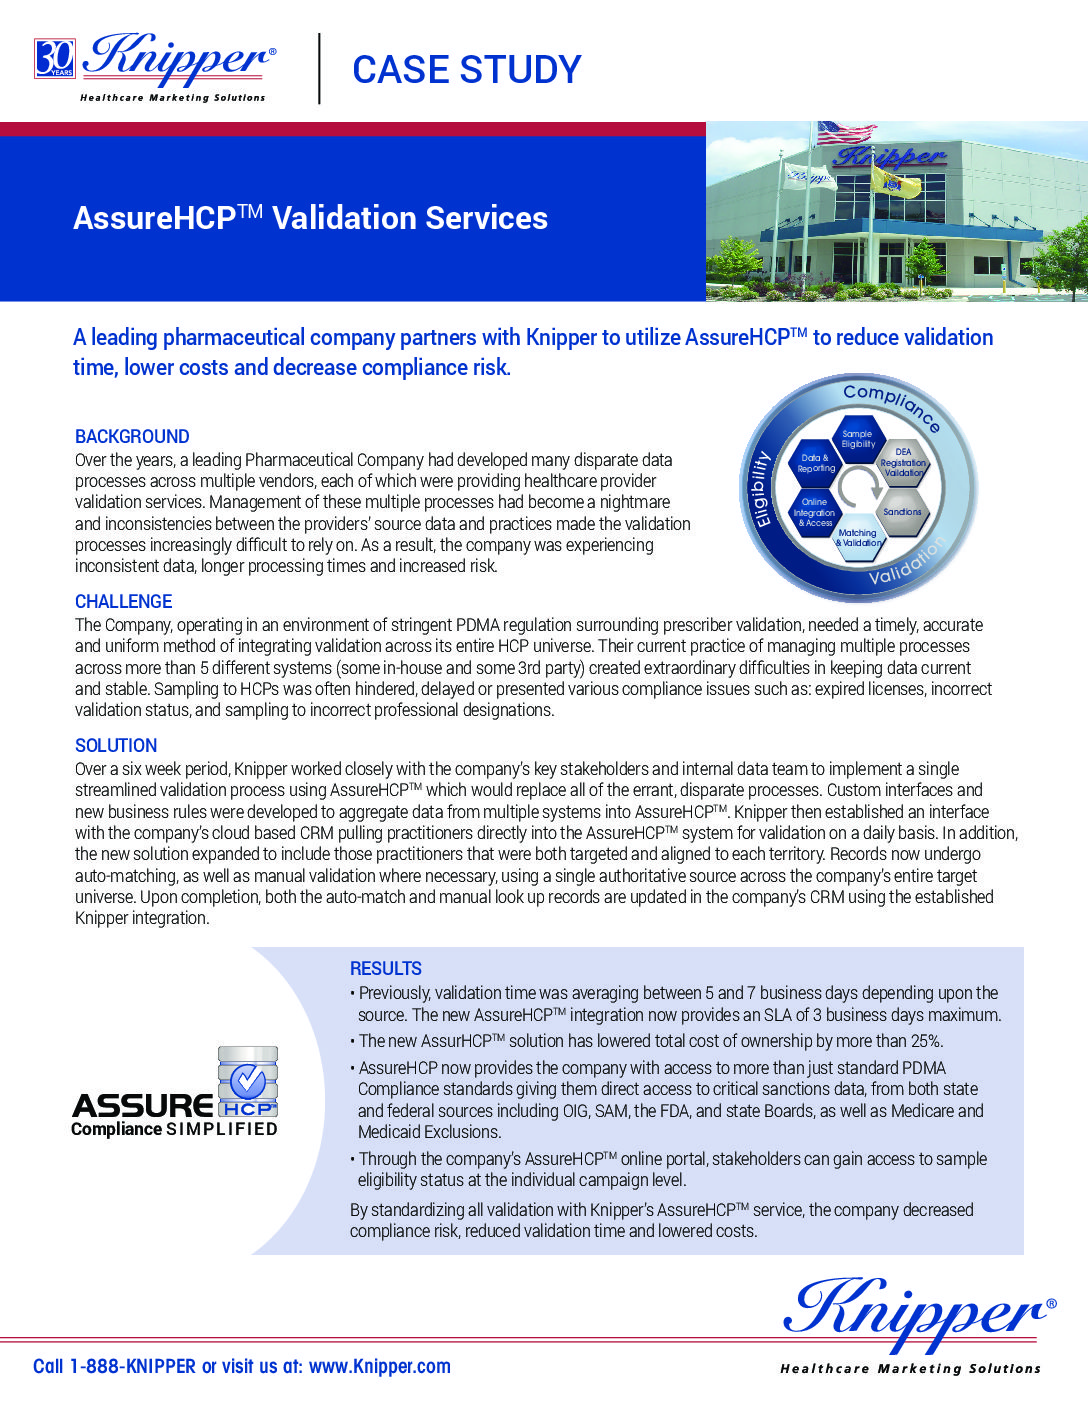 30
YEARS
Knipper®
Healthcare Marketing Solutions
CASE STUDY
Knipper
Knipper
AssureHCP™ Validation Services
A leading pharmaceutical company partners with Knipper to utilize AssureHCP™ to reduce validation
time, lower costs and decrease compliance risk.
Compliance
Eligibility
Validation
Sample
Eligibility
DEA
Registration
Validation
Sanctions
Matching
& Validation
Online
Integration
& Access
Data &
Reporting
BACKGROUND
Over the years, a leading Pharmaceutical Company had developed many disparate data
processes across multiple vendors, each of which were providing healthcare provider
validation services. Management of these multiple processes had become a nightmare
and inconsistencies between the providers' source data and practices made the validation
processes increasingly difficult to rely on. As a result, the company was experiencing
inconsistent data, longer processing times and increased risk.
CHALLENGE
The Company, operating in an environment of stringent PDMA regulation surrounding prescriber validation, needed a timely, accurate
and uniform method of integrating validation across its entire HCP universe. Their current practice of managing multiple processes
across more than 5 different systems (some in-house and some 3rd party) created extraordinary difficulties in keeping data current
and stable. Sampling to HCPs was often hindered, delayed or presented various compliance issues such as: expired licenses, incorrect
validation status, and sampling to incorrect professional designations.
SOLUTION
Over a six week period, Knipper worked closely with the company's key stakeholders and internal data team to implement a single
streamlined validation process using AssureHCP™ which would replace all of the errant, disparate processes. Custom interfaces and
new business rules were developed to aggregate data from multiple systems into AssureHCP™. Knipper then established an interface
with the company's cloud based CRM pulling practitioners directly into the AssureHCP™ system for validation on a daily basis. In addition,
the new solution expanded to include those practitioners that were both targeted and aligned to each territory. Records now undergo
auto-matching, as well as manual validation where necessary, using a single authoritative source across the company's entire target
universe. Upon completion, both the auto-match and manual look up records are updated in the company's CRM using the established
Knipper integration.
ASSURE
HCP™
Compliance SIMPLIFIED
RESULTS
• Previously, validation time was averaging between 5 and 7 business days depending upon the
source. The new AssureHCP™ integration now provides an SLA of 3 business days maximum.
• The new AssurHCP™ solution has lowered total cost of ownership by more than 25%.
• AssureHCP now provides the company with access to more than just standard PDMA
Compliance standards giving them direct access to critical sanctions data, from both state
and federal sources including OIG, SAM, the FDA, and state Boards, as well as Medicare and
Medicaid Exclusions.
• Through the company's AssureHCP™ online portal, stakeholders can gain access to sample
eligibility status at the individual campaign level.
By standardizing all validation with Knipper's AssureHCP™ service, the company decreased
compliance risk, reduced validation time and lowered costs.
Knipper®
Healthcare Marketing Solutions
Call 1-888-KNIPPER or visit us at: www.Knipper.com